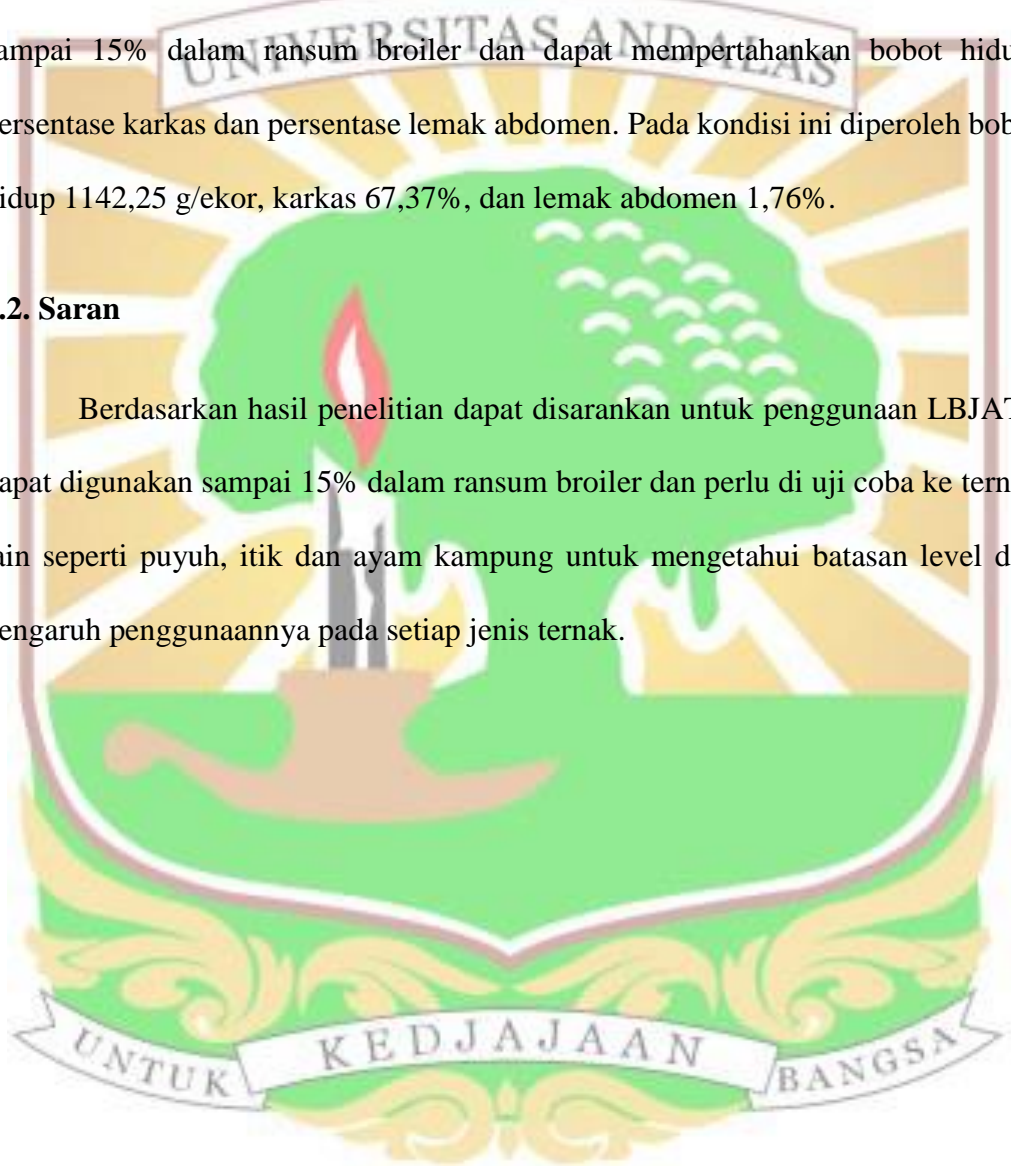 UNIVERSITAS ANDALAS
ampai 15% dalam ransum broiler dan dapat mempertahankan bobot hidu
ersentase karkas dan persentase lemak abdomen. Pada kondisi ini diperoleh bob
idup 1142,25 g/ekor, karkas 67,37%, dan lemak abdomen 1,76%.
.2. Saran
Berdasarkan hasil penelitian dapat disarankan untuk penggunaan LBJAT
apat digunakan sampai 15% dalam ransum broiler dan perlu di uji coba ke tern
ain seperti puyuh, itik dan ayam kampung untuk mengetahui batasan level d
engaruh penggunaannya pada setiap jenis ternak.
UNTUK KEDJAJAAN BANGSA